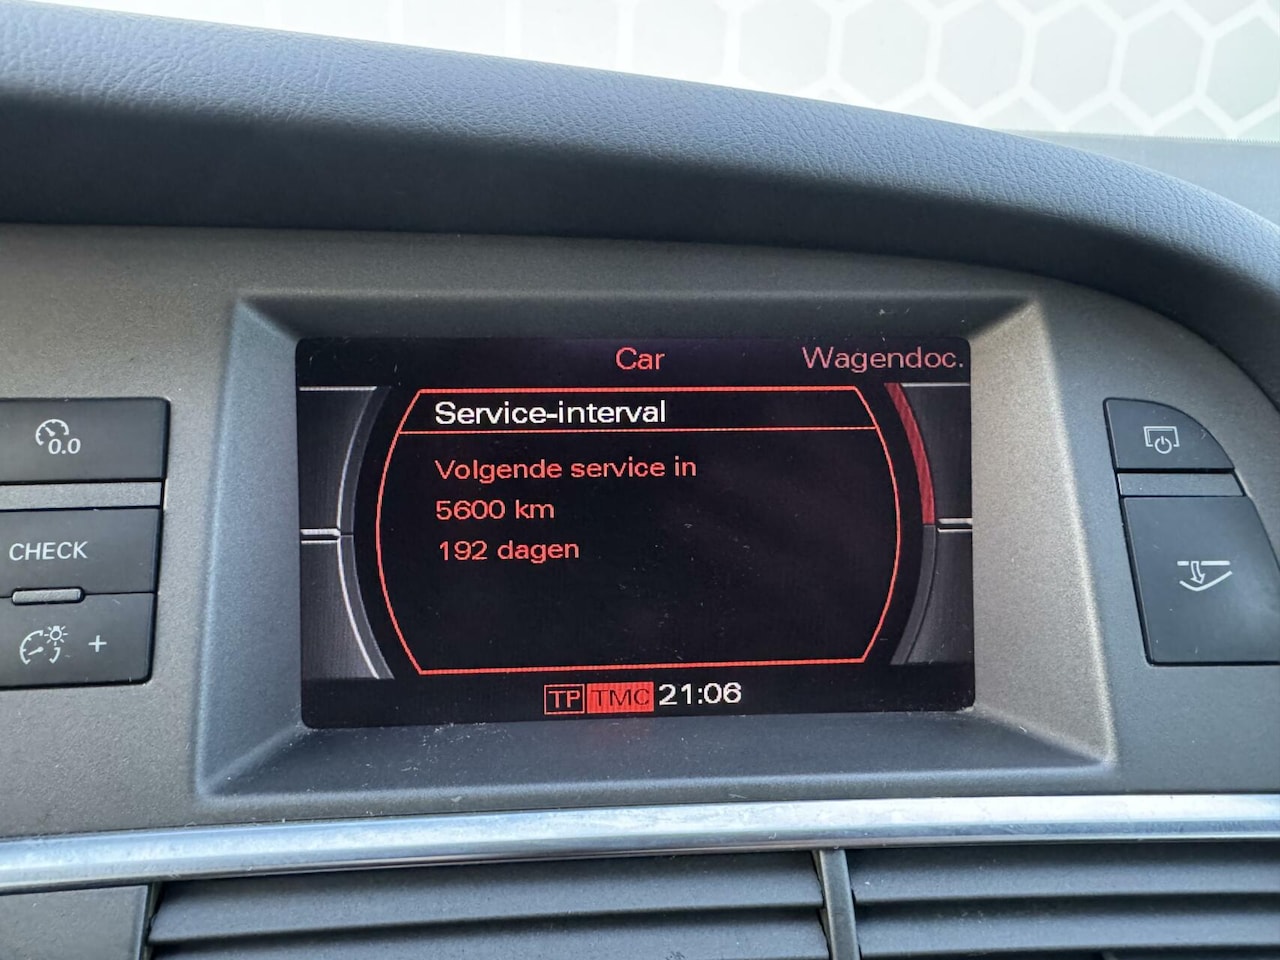 Car
Wagendoc.
Service-interval
Volgende service in
5600 km
192 dagen
TP TMC 21:06
0.0
CHECK
+